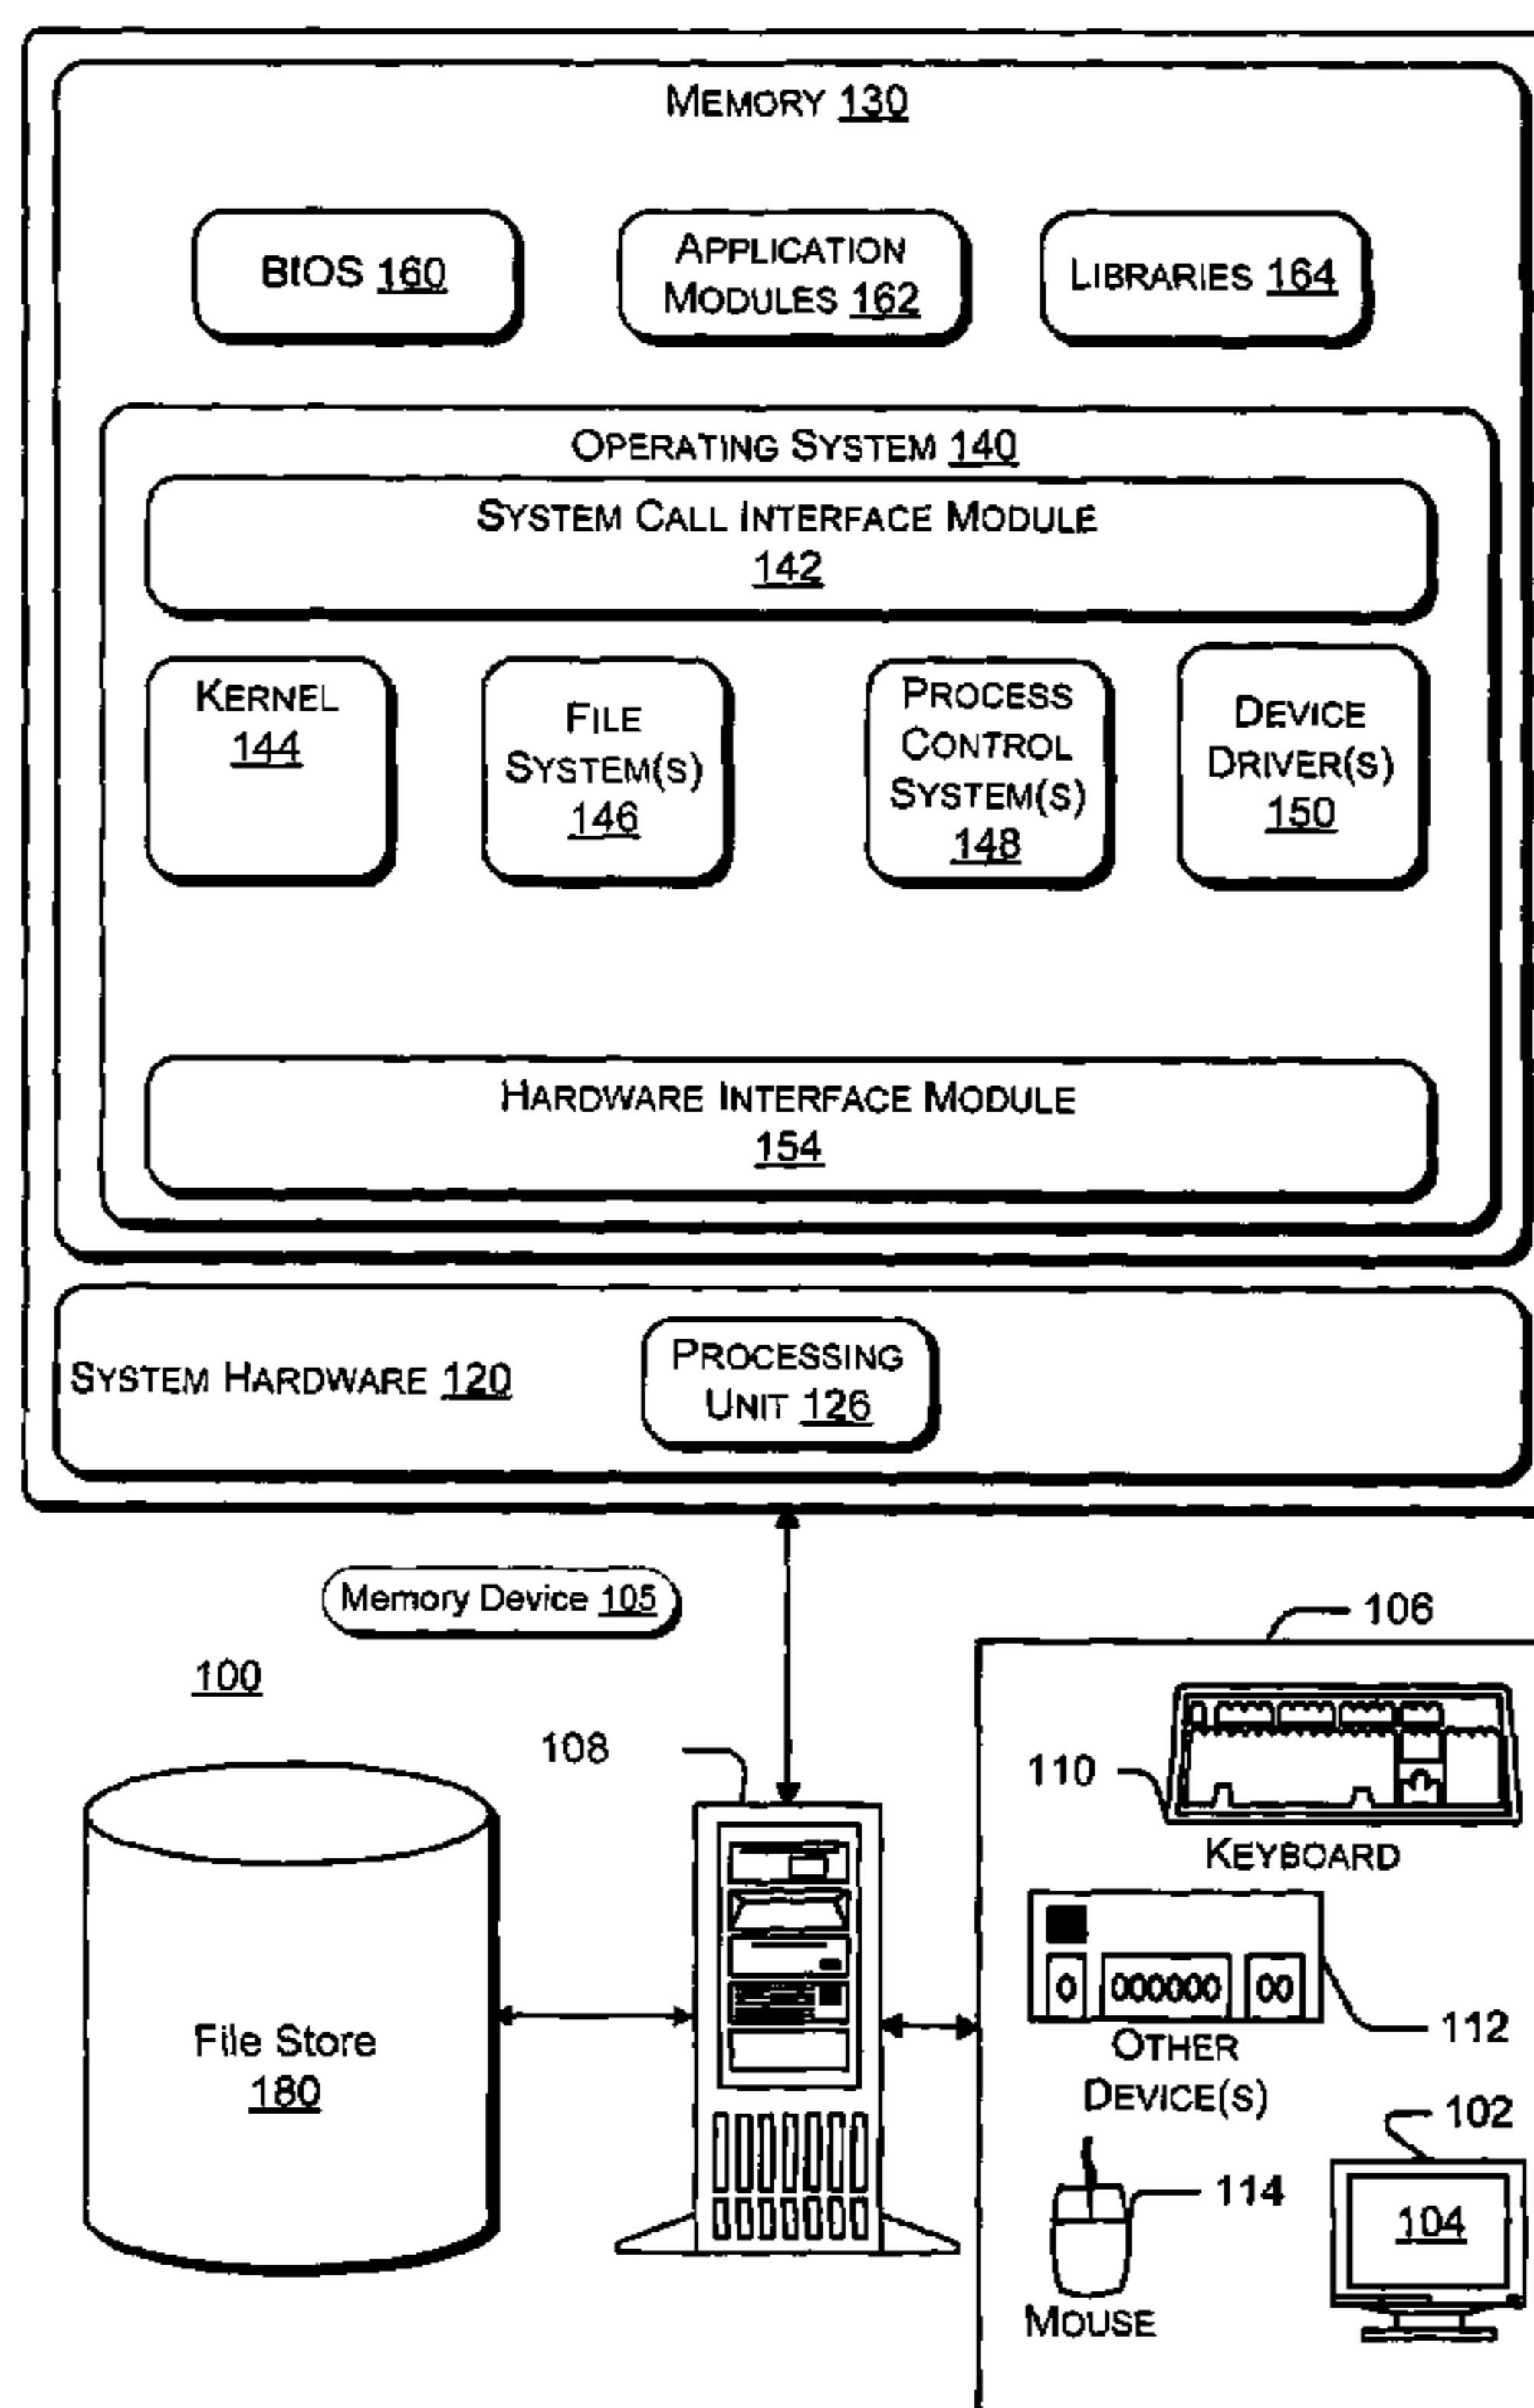 MEMORY 130
BIOS 160
APPLICATION
MODULES 162
LIBRARIES 164
OPERATING SYSTEM 140
SYSTEM CALL INTERFACE MODULE
142
KERNEL
144
FILE
SYSTEM(S)
146
PROCESS
CONTROL
SYSTEM(S)
148
DEVICE
DRIVER(S)
150
HARDWARE INTERFACE MODULE
154
SYSTEM HARDWARE 120
PROCESSING
UNIT 126
Memory Device 105
100
108
106
110
KEYBOARD
112
OTHER
DEVICE(S)
File Store
180
102
114
104
MOUSE